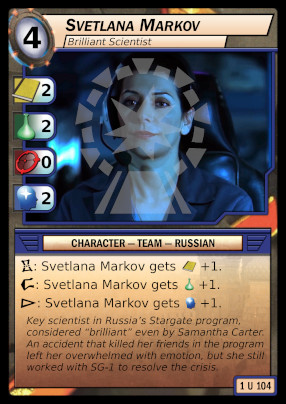 4
SVETLANA MARKOV
Brilliant Scientist
2
2
0
2
CHARACTER – TEAM – RUSSIAN
: Svetlana Markov gets +1.
: Svetlana Markov gets +1.
: Svetlana Markov gets +1.
Key scientist in Russia's Stargate program,
considered "brilliant" even by Samantha Carter.
An accident that killed her friends in the program
left her overwhelmed with emotion, but she still
worked with SG-1 to resolve the crisis.
1 U 104